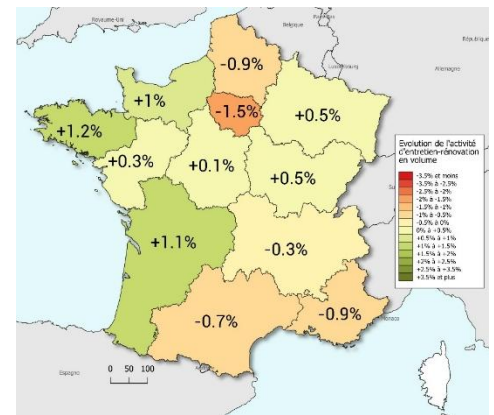 Royaume-Uni
Belgique
République
Luxembourg
Allemagne
-0.9%
+1%
-1.5%
+0.5%
+1.2%
+0.3%
+0.1%
+0.5%
+1.1%
-0.3%
-0.7%
-0.9%
Monaco
Espagne
0 50 100
Evolution de l'activité
d'entretien-rénovation
en volume
-3.5% et moins
-3.5% à -2.5%
-2.5% à -2%
-2% à -1.5%
-1.5% à -1%
-1% à -0.5%
-0.5% à 0%
0% à +0.5%
+0.5% à +1%
+1% à +1.5%
+1.5% à +2%
+2% à +2.5%
+2.5% à +3.5%
+3.5% et plus